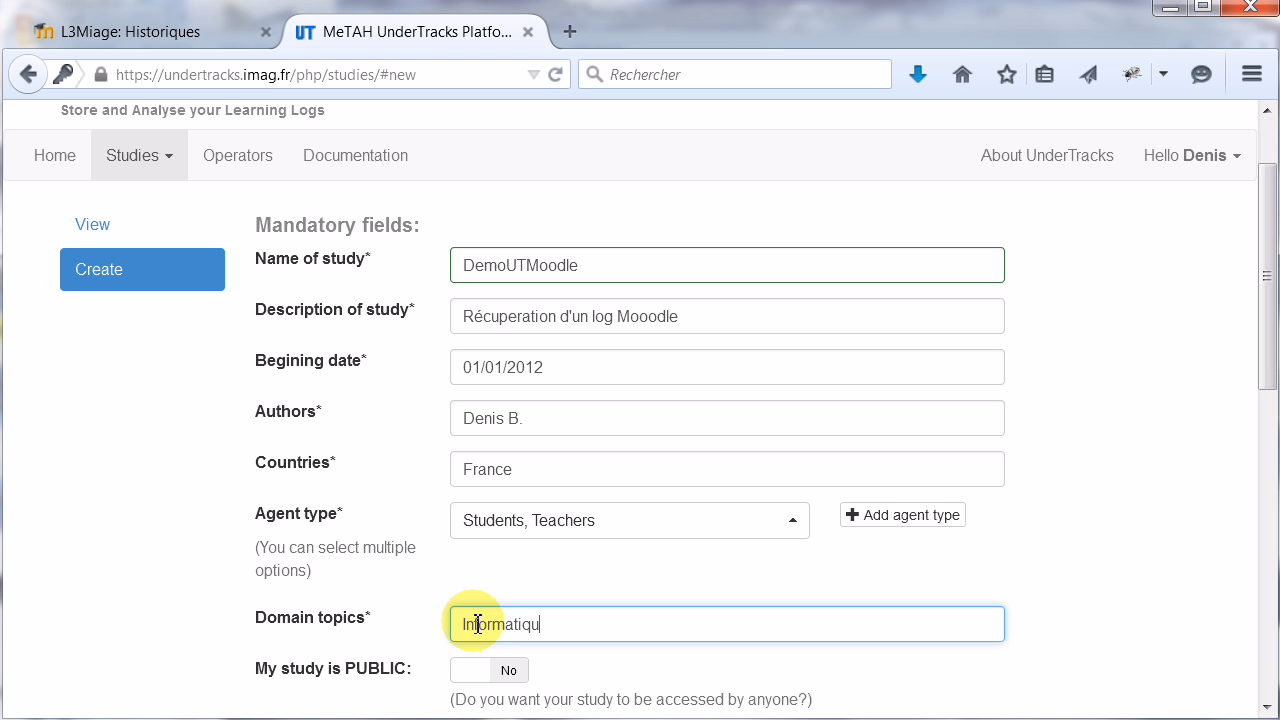 L3Miage: Historiques
UT MeTAH UnderTracks Platfo...
https://undertracks.imag.fr/php/studies/#new
Rechercher
Store and Analyse your Learning Logs
Home Studies Operators Documentation About UnderTracks Hello Denis
View
Create
Mandatory fields:
Name of study* DemoUTMoodle
Description of study* Récuperation d'un log Mooodle
Begining date* 01/01/2012
Authors* Denis B.
Countries* France
Agent type* Students, Teachers Add agent type
(You can select multiple
options)
Domain topics* Informatiqu
My study is PUBLIC: No
(Do you want your study to be accessed by anyone?)